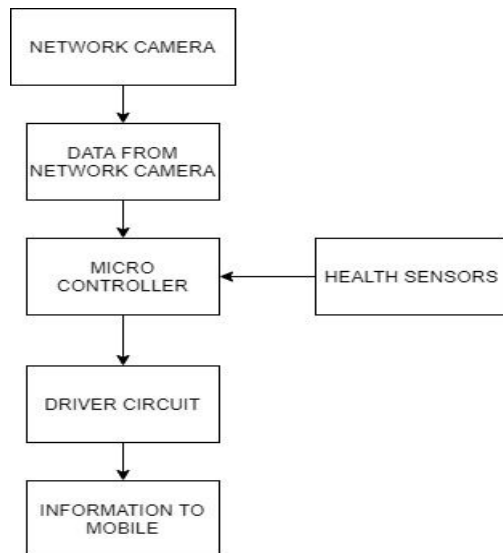 NETWORK CAMERA
DATA FROM
NETWORK CAMERA
MICRO
CONTROLLER
HEALTH SENSORS
DRIVER CIRCUIT
INFORMATION TO
MOBILE